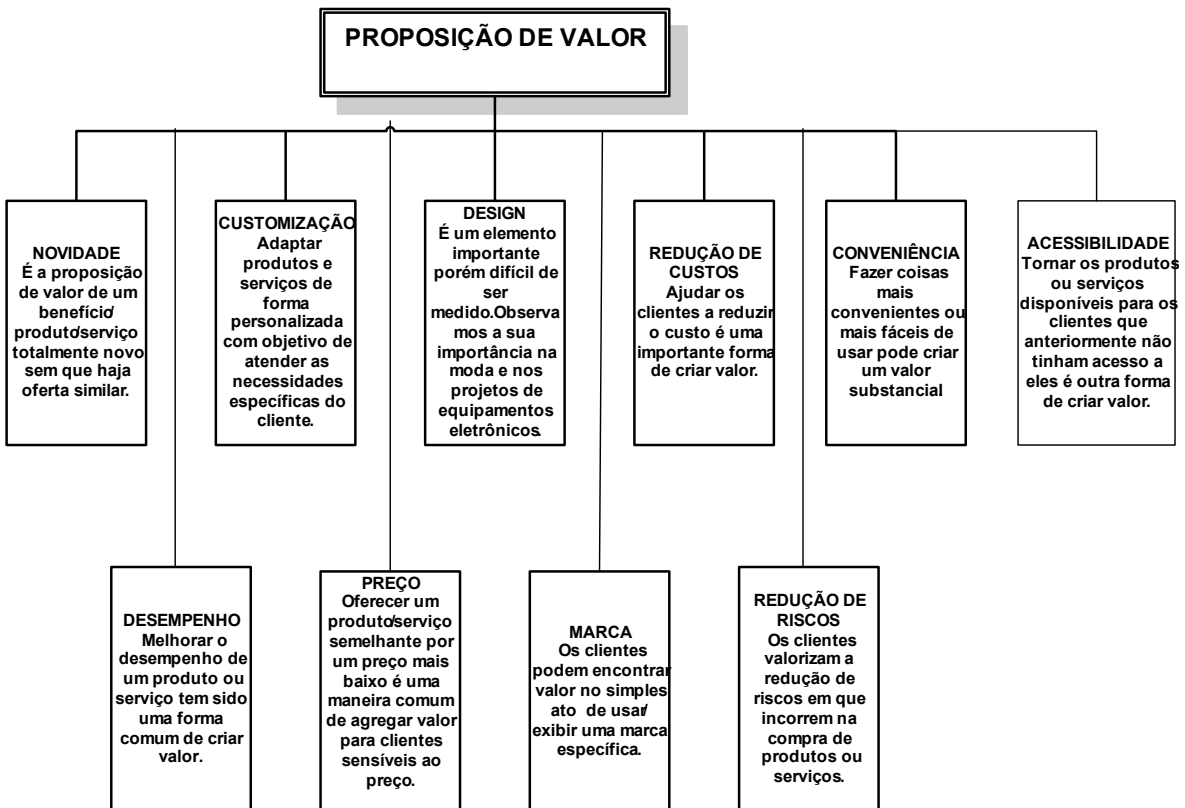 PROPOSIÇÃO DE VALOR
NOVIDADE
É a proposição
de valor de um
benefício/
produto/serviço
totalmente novo
sem que haja
oferta similar.
CUSTOMIZAÇÃO
Adaptar
produtos e
serviços de
forma
personalizada
com objetivo de
atender as
necessidades
específicas do
cliente.
DESIGN
É um elemento
importante
porém difícil de
ser
medido.Observa
mos a sua
importância na
moda e nos
projetos de
equipamentos
eletrônicos.
REDUÇÃO DE
CUSTOS
Ajudar os
clientes a reduzir
o custo é uma
importante forma
de criar valor.
CONVENIÊNCIA
Fazer coisas
mais
convenientes ou
mais fáceis de
usar pode criar
um valor
substancial
ACESSIBILIDADE
Tornar os produtos
ou serviços
disponíveis para os
clientes que
anteriormente não
tinham acesso a
eles é outra forma
de criar valor.
DESEMPENHO
Melhorar o
desempenho de
um produto ou
serviço tem sido
uma forma
comum de criar
valor.
PREÇO
Oferecer um
produto/serviço
semelhante por
um preço mais
baixo é uma
maneira comum
de agregar valor
para clientes
sensíveis ao
preço.
MARCA
Os clientes
podem encontrar
valor no simples
ato de usar/
exibir uma marca
específica.
REDUÇÃO DE
RISCOS
Os clientes
valorizam a
redução de
riscos em que
incorrem na
compra de
produtos ou
serviços.